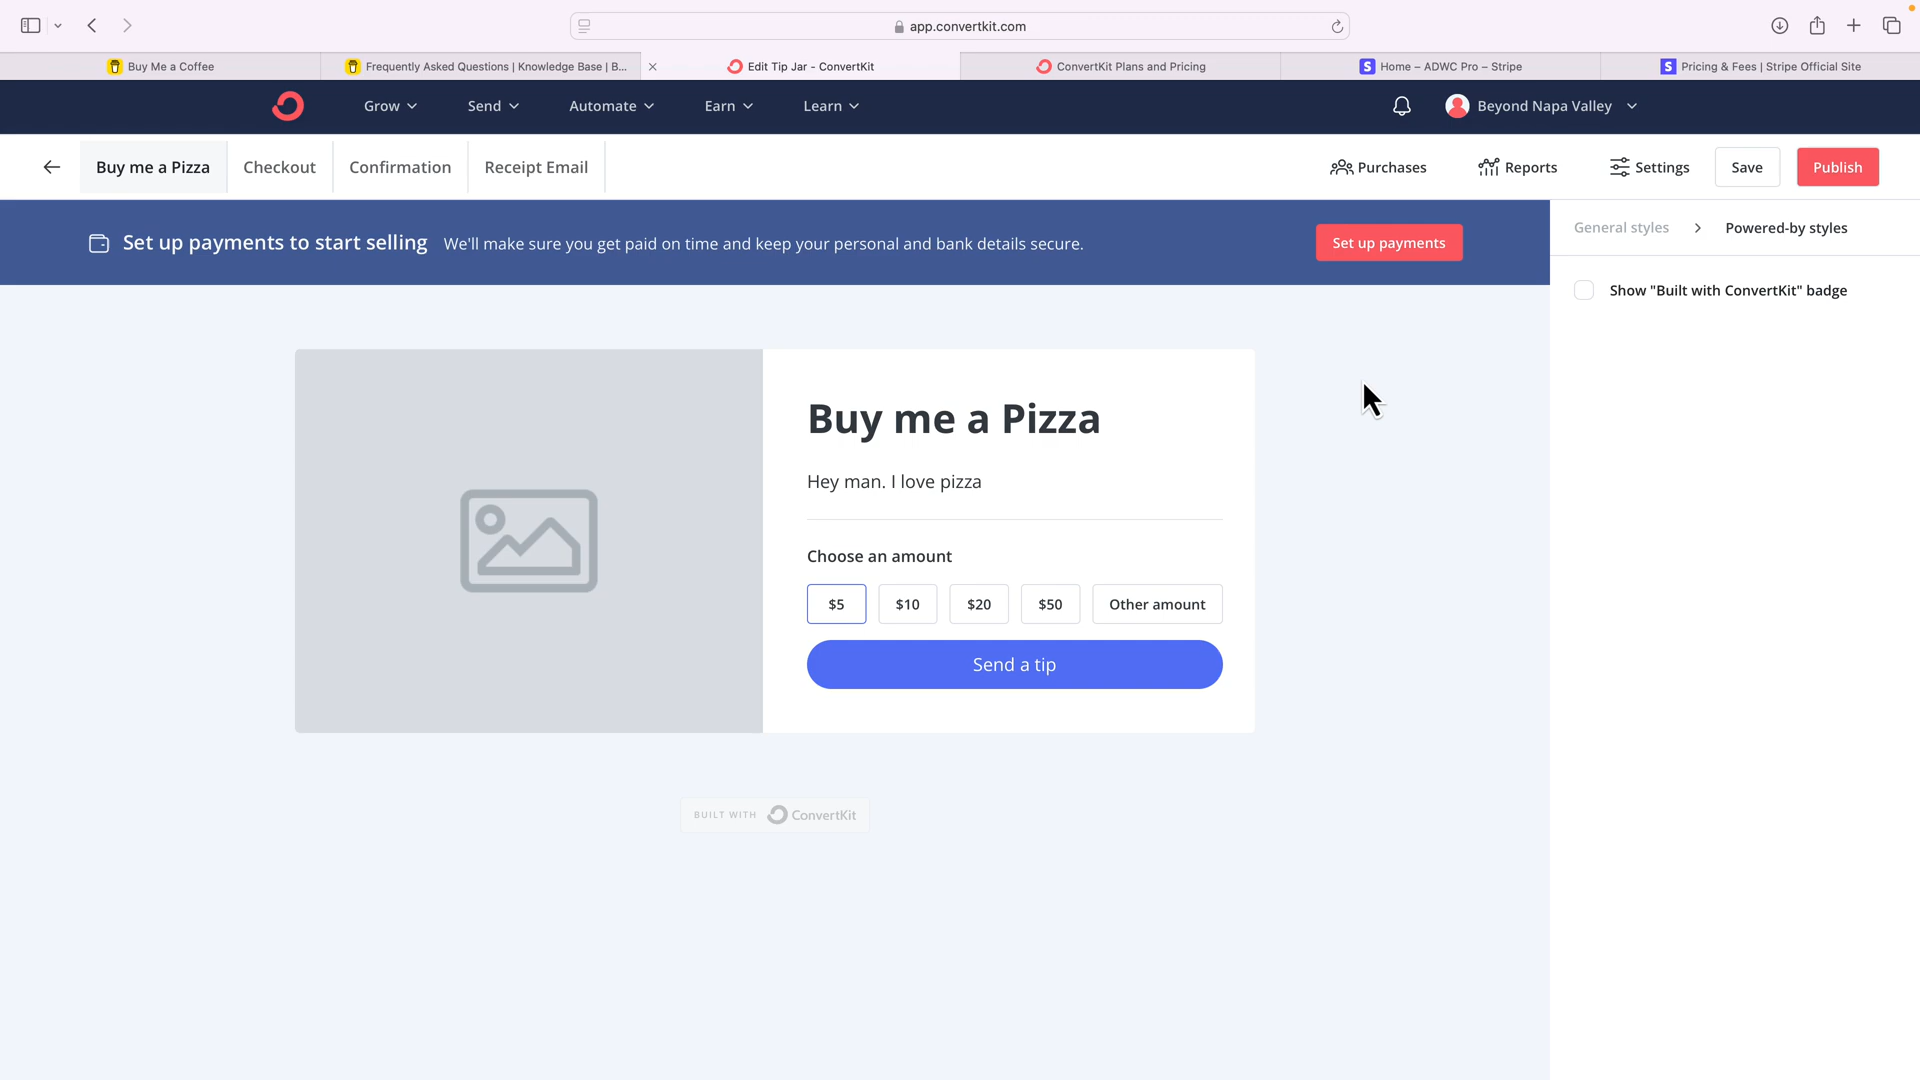 app.convertkit.com
Buy Me a Coffee
Frequently Asked Questions | Knowledge Base | B...
Edit Tip Jar - ConvertKit
ConvertKit Plans and Pricing
Home – ADWC Pro – Stripe
Pricing & Fees | Stripe Official Site
Grow
Send
Automate
Earn
Learn
Beyond Napa Valley
Buy me a Pizza
Checkout
Confirmation
Receipt Email
Purchases
Reports
Settings
Save
Publish
Set up payments to start selling We'll make sure you get paid on time and keep your personal and bank details secure.
Set up payments
General styles
Powered-by styles
Show "Built with ConvertKit" badge
Buy me a Pizza
Hey man. I love pizza
Choose an amount
$5
$10
$20
$50
Other amount
Send a tip
BUILT WITH ConvertKit